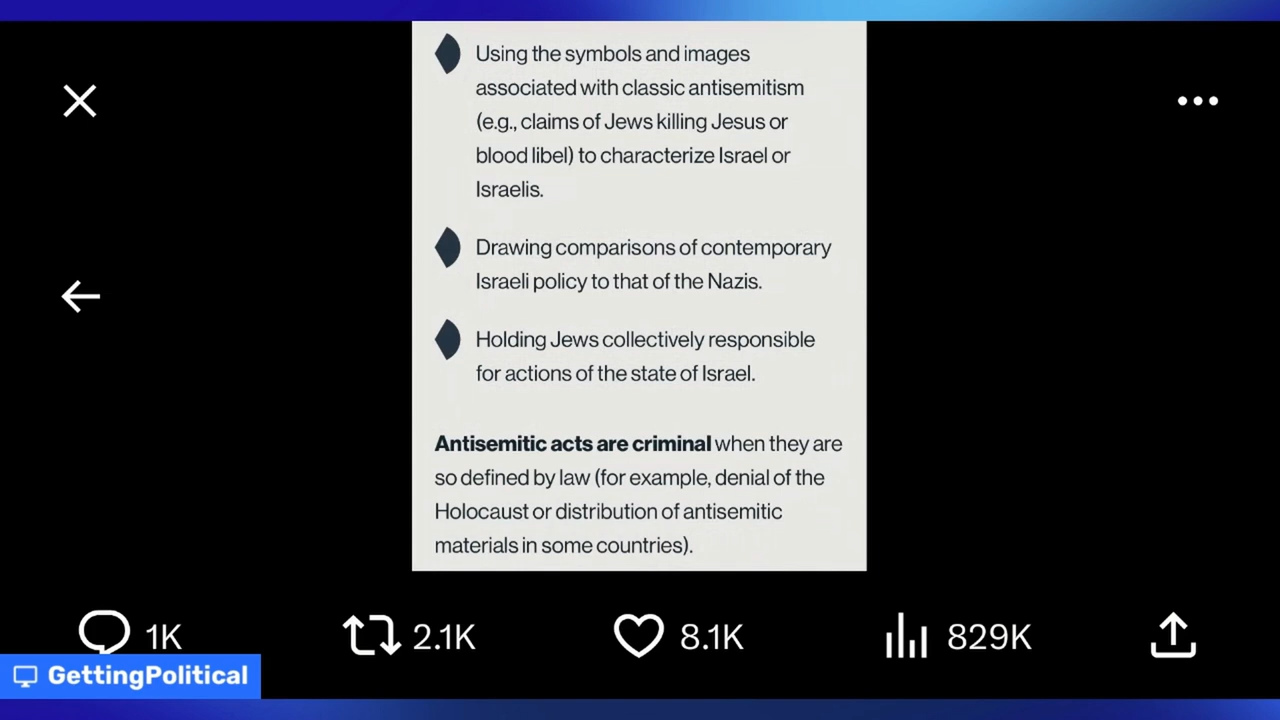 Using the symbols and images
associated with classic antisemitism
(e.g., claims of Jews killing Jesus or
blood libel) to characterize Israel or
Israelis.
Drawing comparisons of contemporary
Israeli policy to that of the Nazis.
Holding Jews collectively responsible
for actions of the state of Israel.
Antisemitic acts are criminal when they are
so defined by law (for example, denial of the
Holocaust or distribution of antisemitic
materials in some countries).
1K 2.1K 8.1K 829K
GettingPolitical